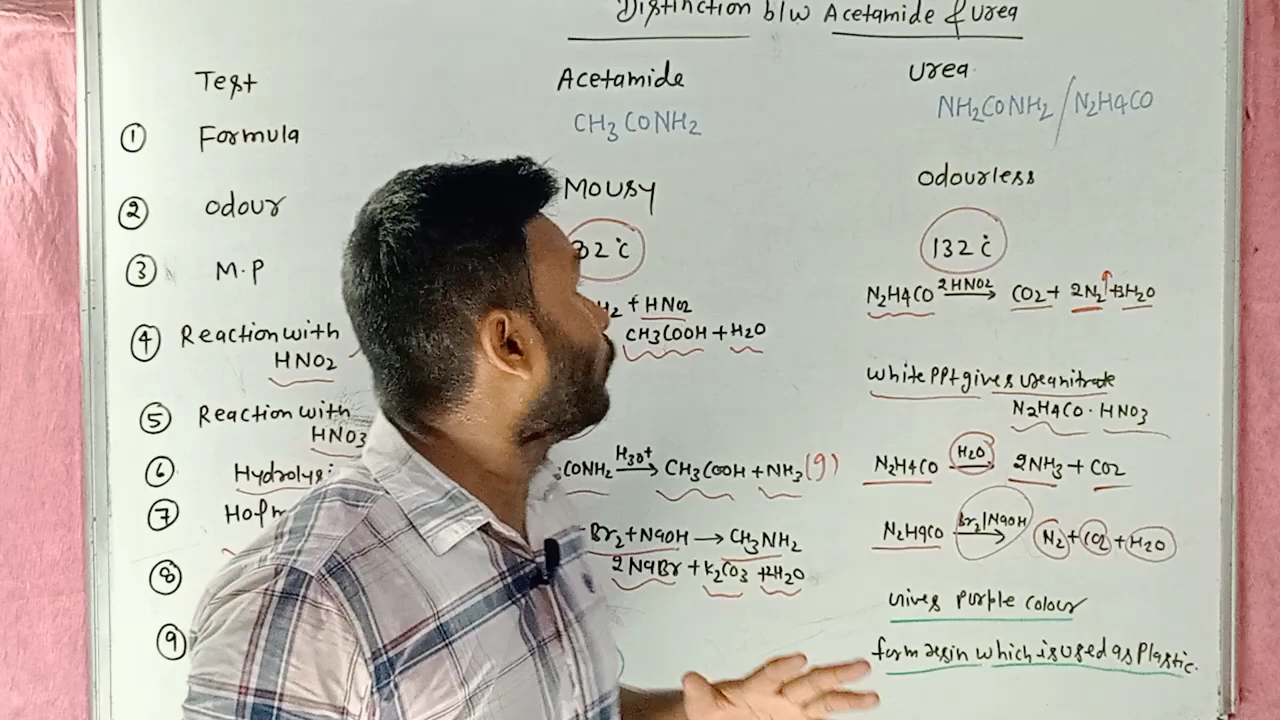 Distinction b/w Acetamide & Urea
Test Acetamide Urea
① Formula CH3CONH2 NH2CONH2 / N2H4CO
② Odour Mousy Odourless
③ M.P 82°C 132°C
④ Reaction with HNO2
+ HNO2
CH3COOH + H2O
N2H4CO 2HNO2 → CO2 + 2N2↑ + 3H2O
⑤ Reaction with HNO3
White PPt gives urea nitrate
N2H4CO · HNO3
⑥ CONH2 H3O+ → CH3COOH + NH3 (g) N2H4CO H2O → 2NH3 + CO2
⑦ Br2 + NaOH → CH3NH2
2NaBr + K2CO3 + 2H2O
N2H4CO Br2/NaOH → N2 + CO2 + H2O
⑧ Gives Purple Colour
⑨ form resin which is used as Plastic.